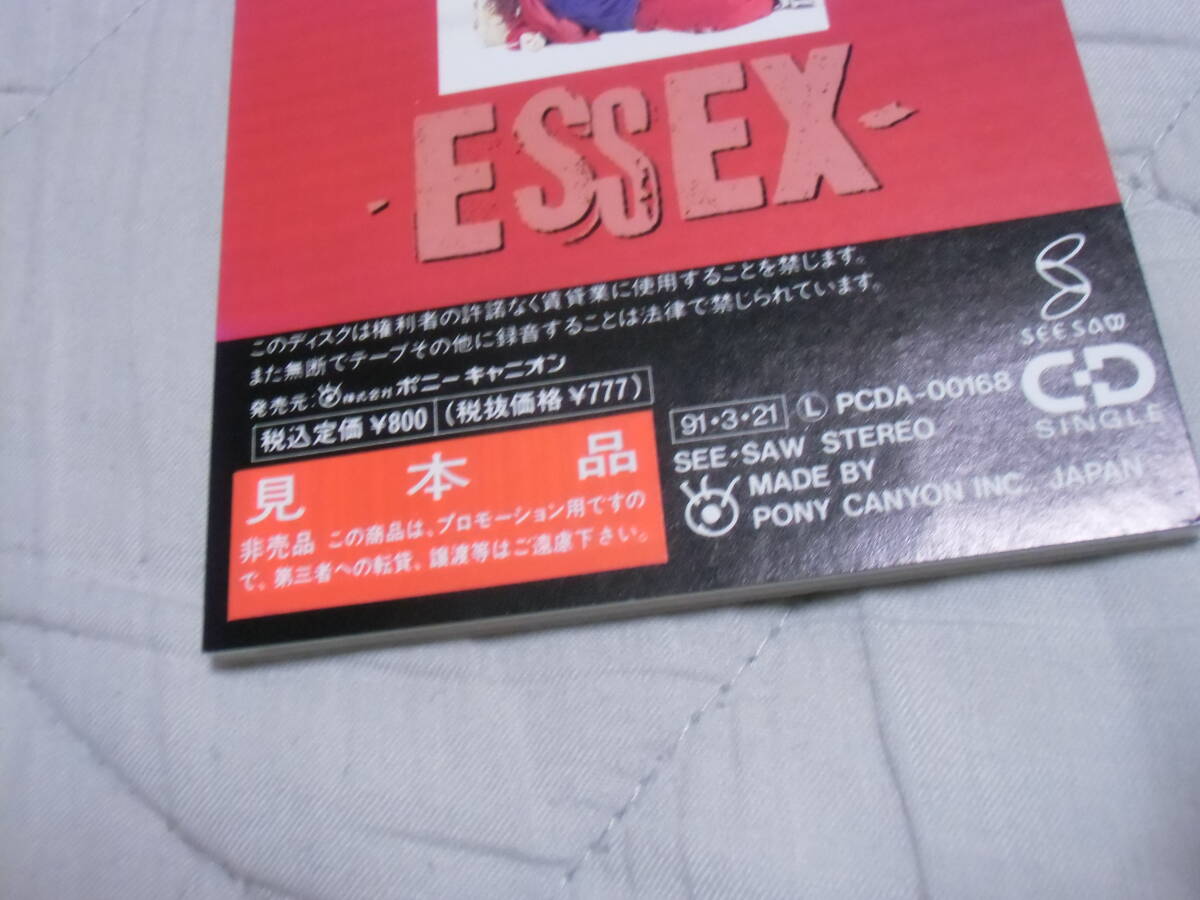 -ESSEX-
このディスクは権利者の許諾なく賃貸業に使用することを禁じます。
また無断でテープその他に録音することは法律で禁じられています。
発売元:株式会社ポニーキャニオン
税込定価¥800 (税抜価格¥777)
見本品
非売品 この商品は、プロモーション用ですの
で、第三者への転貸、譲渡等はご遠慮下さい。
91・3・21 Ⓛ PCDA-00168
SEE・SAW STEREO
MADE BY
PONY CANYON INC. JAPAN
SEE SAW
CD
SINGLE